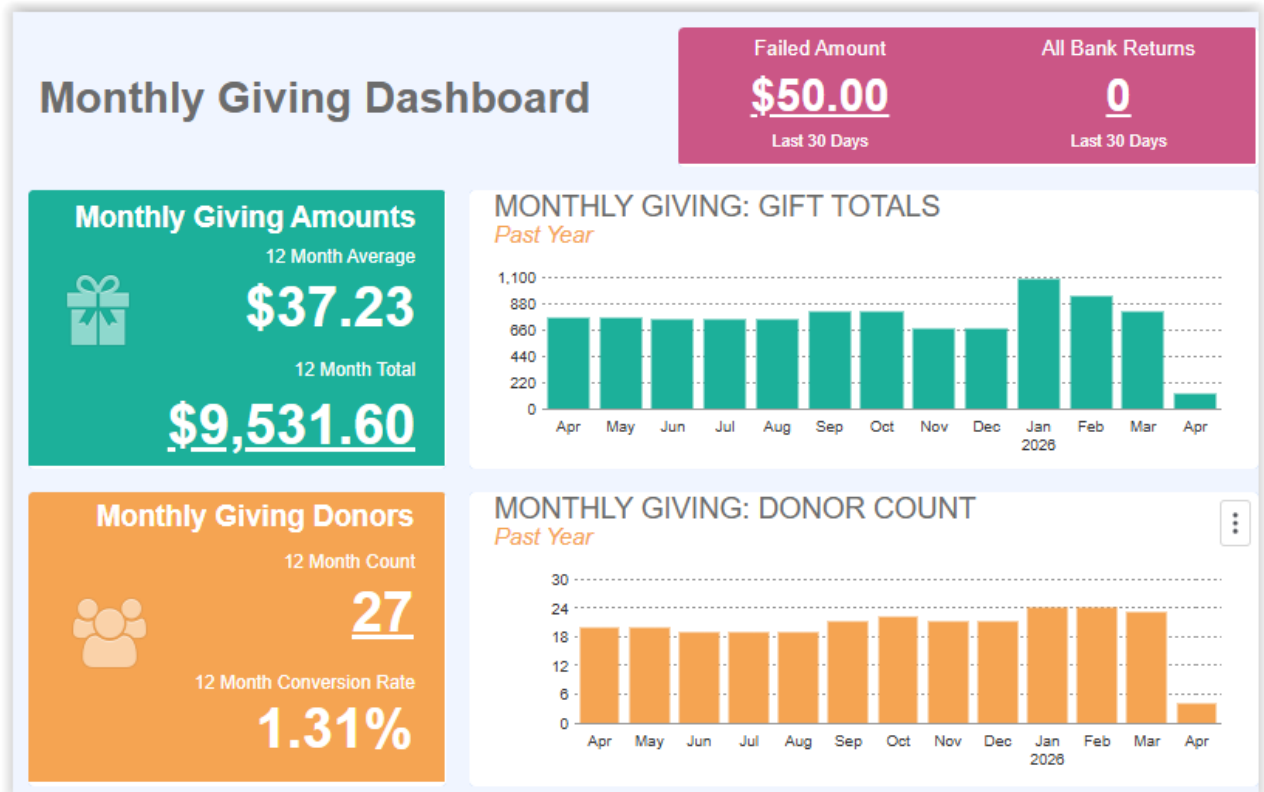 Monthly Giving Dashboard
Failed Amount
$50.00
Last 30 Days
All Bank Returns
0
Last 30 Days
Monthly Giving Amounts
12 Month Average
$37.23
12 Month Total
$9,531.60
MONTHLY GIVING: GIFT TOTALS
Past Year
1,100
880
660
440
220
0
Apr May Jun Jul Aug Sep Oct Nov Dec Jan Feb Mar Apr
2026
Monthly Giving Donors
12 Month Count
27
12 Month Conversion Rate
1.31%
MONTHLY GIVING: DONOR COUNT
Past Year
30
24
18
12
6
0
Apr May Jun Jul Aug Sep Oct Nov Dec Jan Feb Mar Apr
2026